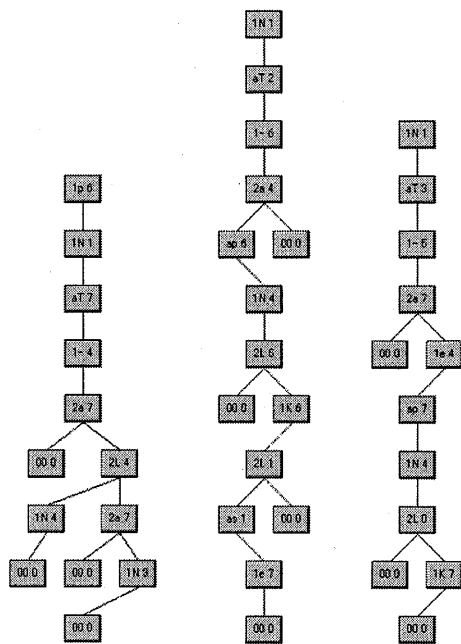 1N 1
aT 2
1- 6
2a 4
ap 6 00 0
1N 4
2L 6
00 0 1K 6
2L 1
ap 1 00 0
1e 7
00 0
1p 6
1N 1
aT 7
1- 4
2a 7
00 0 2L 4
1N 4 2a 7
00 0 00 0 1N 3
00 0
1N 1
aT 3
1- 5
2a 7
00 0 1e 4
ap 7
1N 4
2L 0
00 0 1K 7
00 0